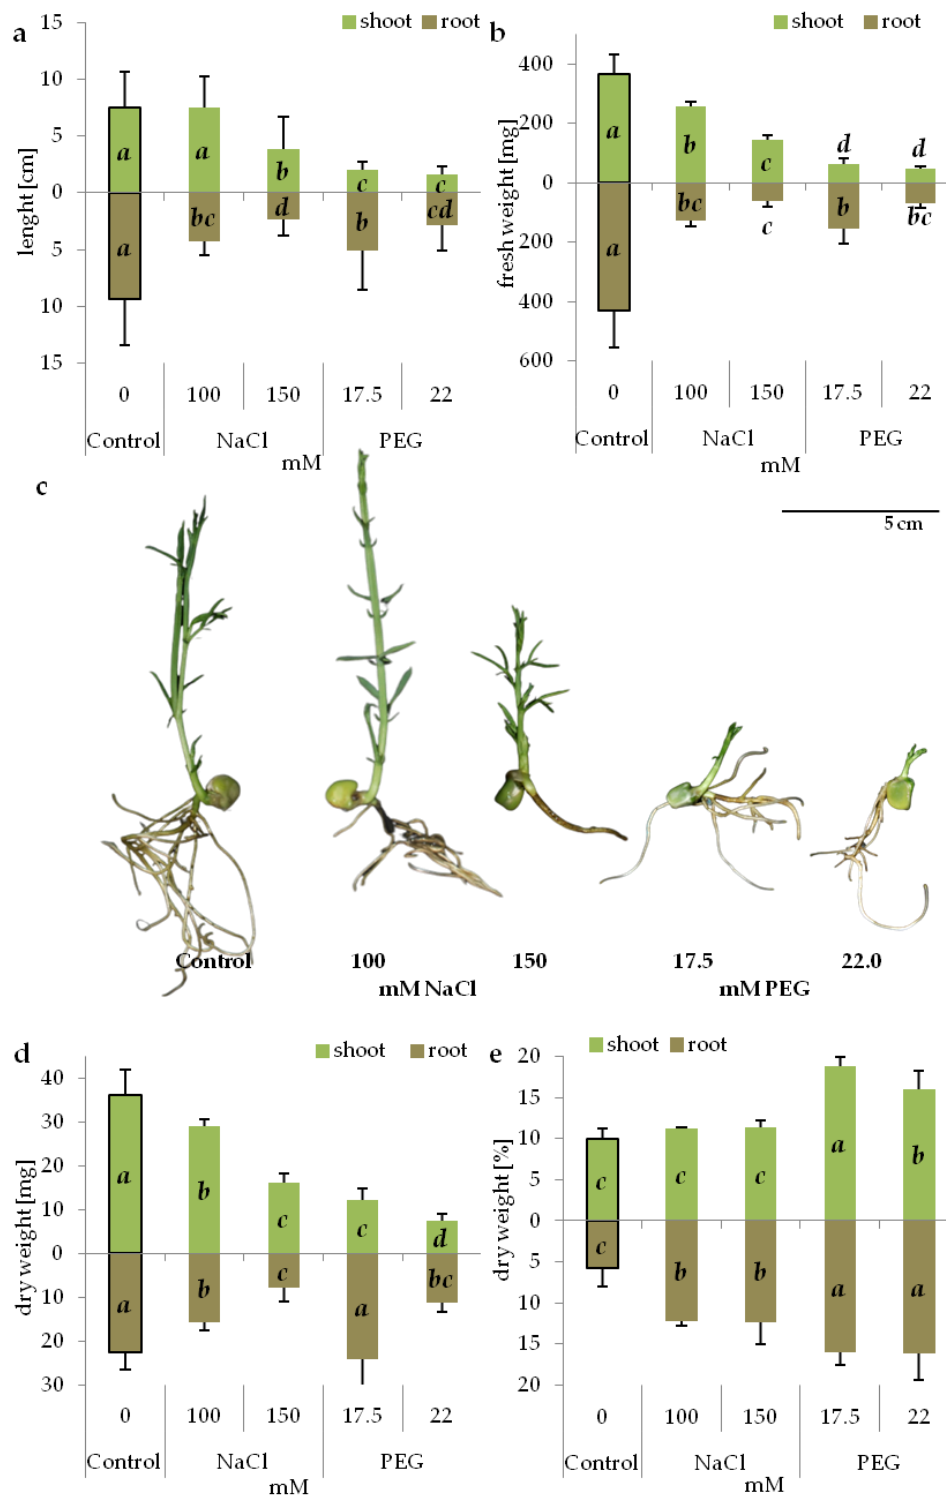 a
shoot root
15
10
5
0
5
10
15
lenght [cm]
a a b c c
a bc d b cd
0 100 150 17.5 22
Control NaCl PEG
mM
b
shoot root
400
200
0
200
400
600
fresh weight [mg]
a b c d d
a bc c b bc
0 100 150 17.5 22
Control NaCl PEG
mM
c
5 cm
Control 100 150 17.5 22.0
mM NaCl mM PEG
d
shoot root
40
30
20
10
0
10
20
30
dry weight [mg]
a b c c d
a b c a bc
0 100 150 17.5 22
Control NaCl PEG
mM
e
shoot root
20
15
10
5
0
5
10
15
20
dry weight [%]
c c c a b
c b b a a
0 100 150 17.5 22
Control NaCl PEG
mM